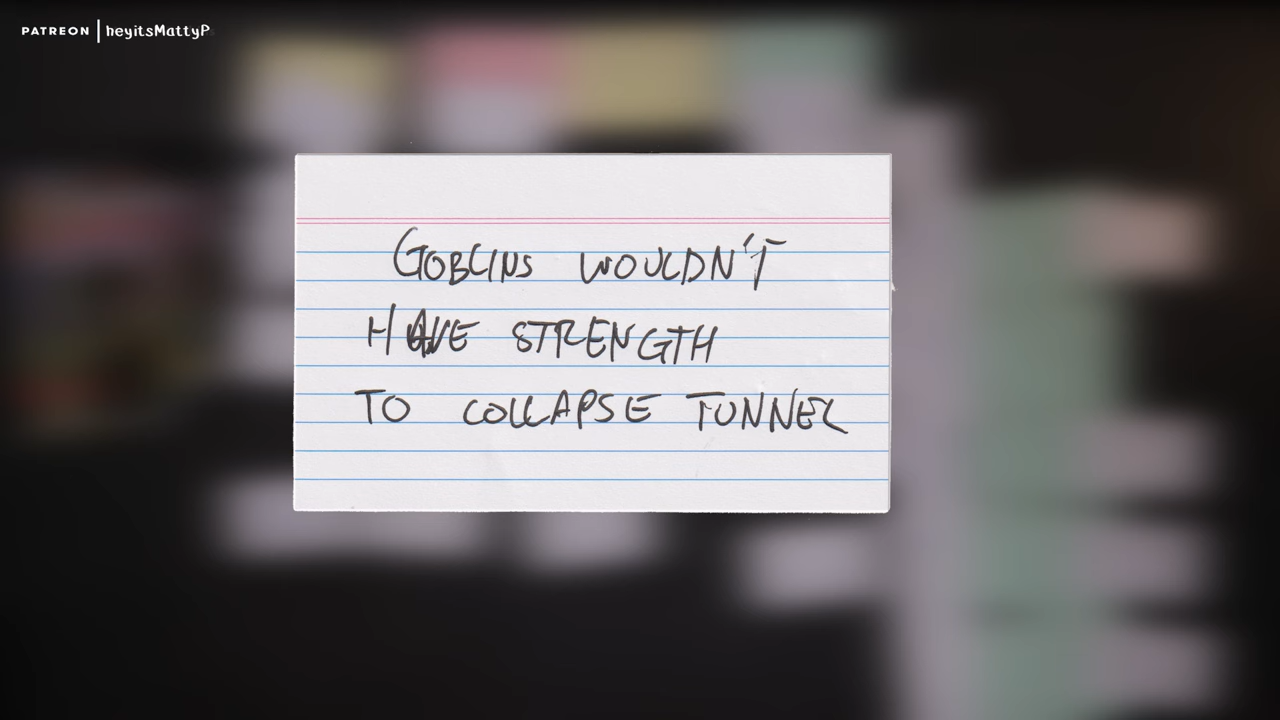 PATREON | heyitsMattyP
GOBLINS WOULDN'T
HAVE STRENGTH
TO COLLAPSE TUNNEL